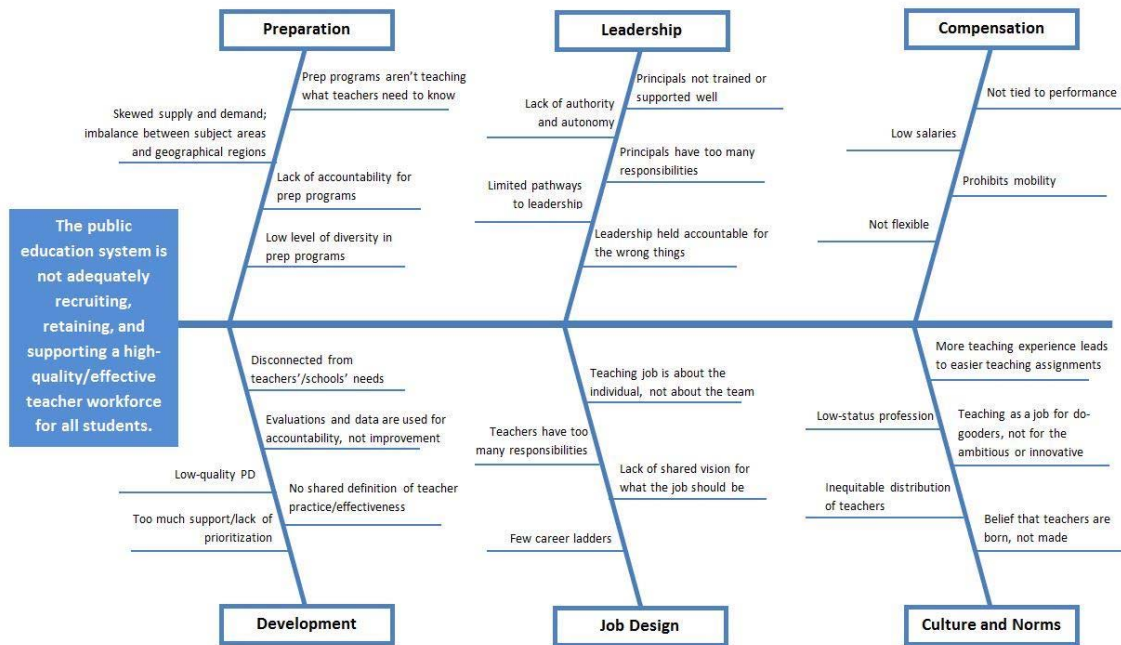 Preparation
Leadership
Compensation
Prep programs aren't teaching
what teachers need to know
Skewed supply and demand;
imbalance between subject areas
and geographical regions
Lack of accountability for
prep programs
Low level of diversity in
prep programs
Principals not trained or
supported well
Lack of authority
and autonomy
Principals have too many
responsibilities
Limited pathways
to leadership
Leadership held accountable for
the wrong things
Not tied to performance
Low salaries
Prohibits mobility
Not flexible
The public
education system is
not adequately
recruiting,
retaining, and
supporting a high-
quality/effective
teacher workforce
for all students.
Disconnected from
teachers'/schools' needs
Evaluations and data are used for
accountability, not improvement
Low-quality PD
No shared definition of teacher
practice/effectiveness
Too much support/lack of
prioritization
Teaching job is about the
individual, not about the team
Teachers have too
many responsibilities
Lack of shared vision for
what the job should be
Few career ladders
More teaching experience leads
to easier teaching assignments
Low-status profession
Teaching as a job for do-
gooders, not for the
ambitious or innovative
Inequitable distribution
of teachers
Belief that teachers are
born, not made
Development
Job Design
Culture and Norms